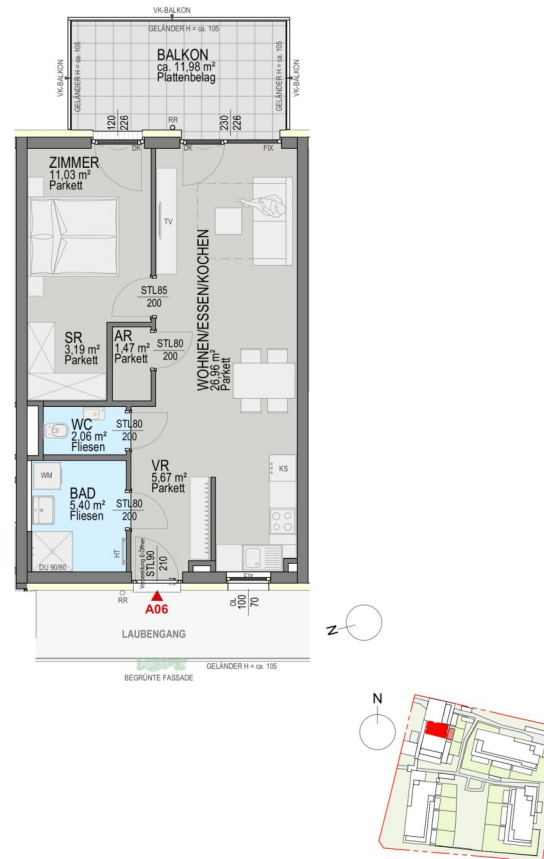 VK-BALKON
GELÄNDER H = ca. 105
VK-BALKON
GELÄNDER H = ca. 105
BALKON
ca. 11,98 m²
Plattenbelag
GELÄNDER H = ca. 105
VK-BALKON
120
226
RR
230
226
DK
DK
FIX
ZIMMER
11,03 m²
Parkett
TV
WOHNEN/ESSEN/KOCHEN
26,96 m²
Parkett
STL85
200
SR
3,19 m²
Parkett
AR
1,47 m²
Parkett
STL80
200
WC
2,06 m²
Fliesen
STL80
200
VR
5,67 m²
Parkett
KS
WM
BAD
5,40 m²
Fliesen
STL80
200
HT
DU 90/90
Vorbereitung E-Öffner
STL90
210
FIX
RR
A06
OL
100
70
LAUBENGANG
GELÄNDER H = ca. 105
BEGRÜNTE FASSADE
N
N